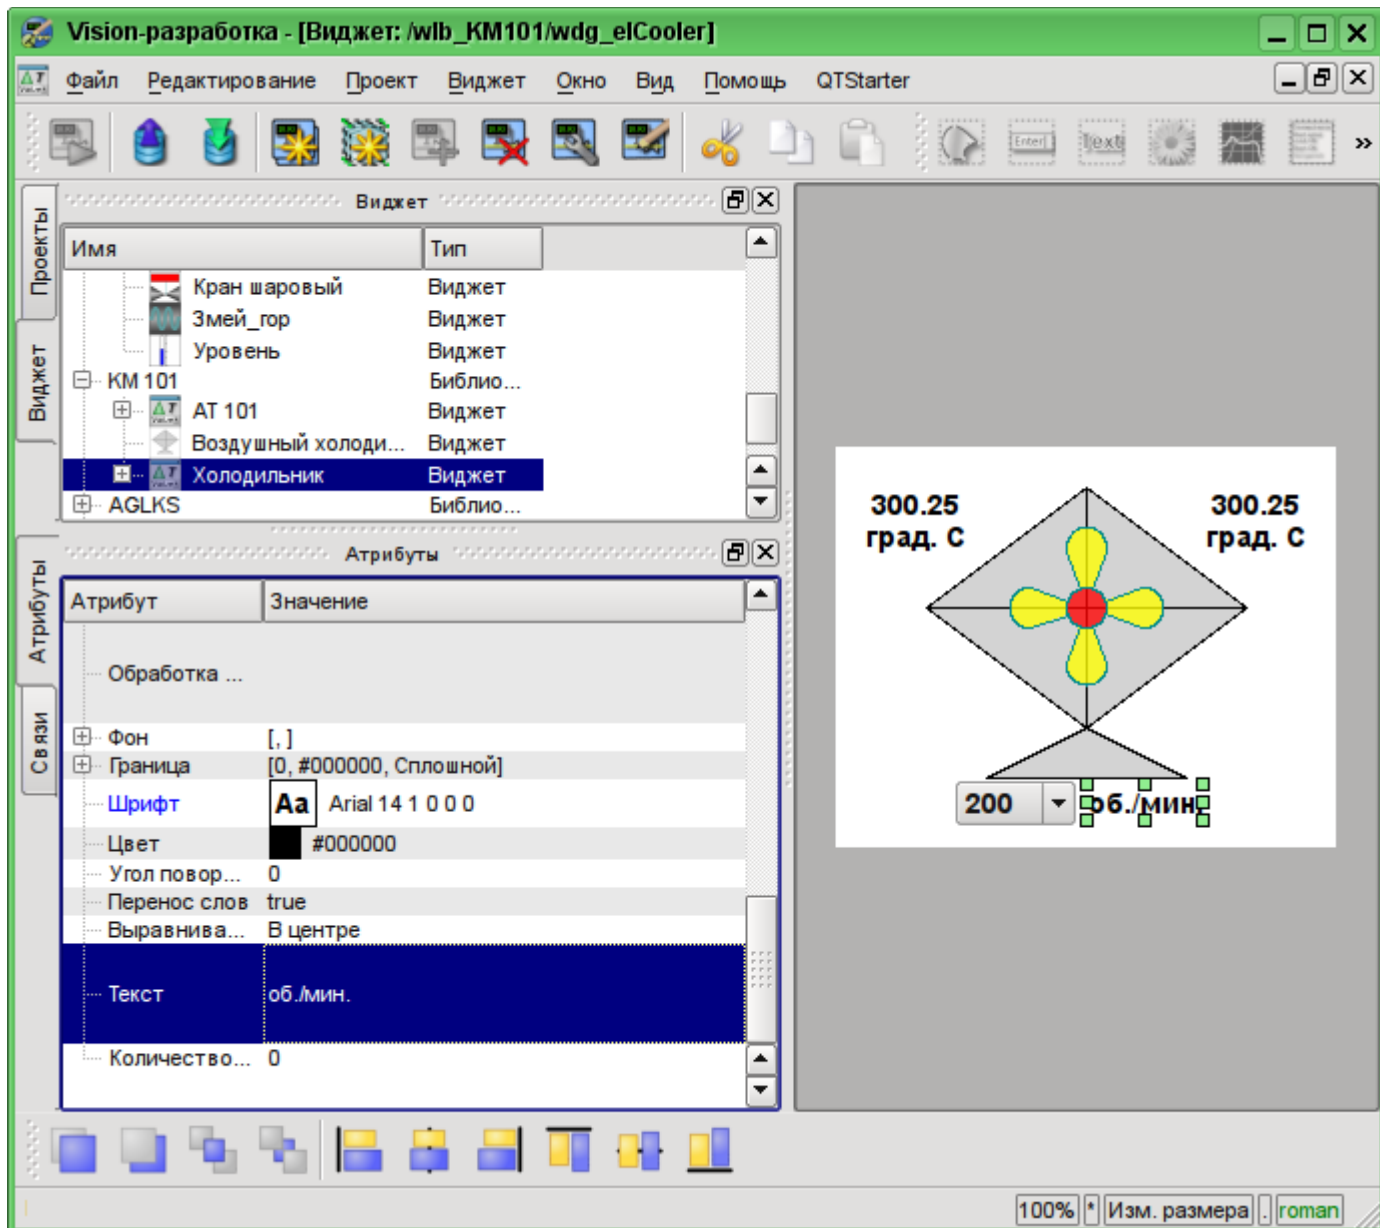 Vision-разработка - [Виджет: /wlb_KM101/wdg_elCooler]
Файл Редактирование Проект Виджет Окно Вид Помощь QTStarter
Enter Text »
Проекты
Виджет
Виджет
Имя Тип
Кран шаровый Виджет
Змей_гор Виджет
Уровень Виджет
КМ 101 Библио...
АТ 101 Виджет
Воздушный холоди... Виджет
Холодильник Виджет
AGLKS Библио...
Атрибуты
Связи
Атрибуты
Атрибут Значение
Обработка ...
Фон [, ]
Граница [0, #000000, Сплошной]
Шрифт Aa Arial 14 1 0 0 0
Цвет #000000
Угол повор... 0
Перенос слов true
Выравнива... В центре
Текст об./мин.
Количество... 0
300.25
град. С
300.25
град. С
200 об./мин.
100% * Изм. размера . roman